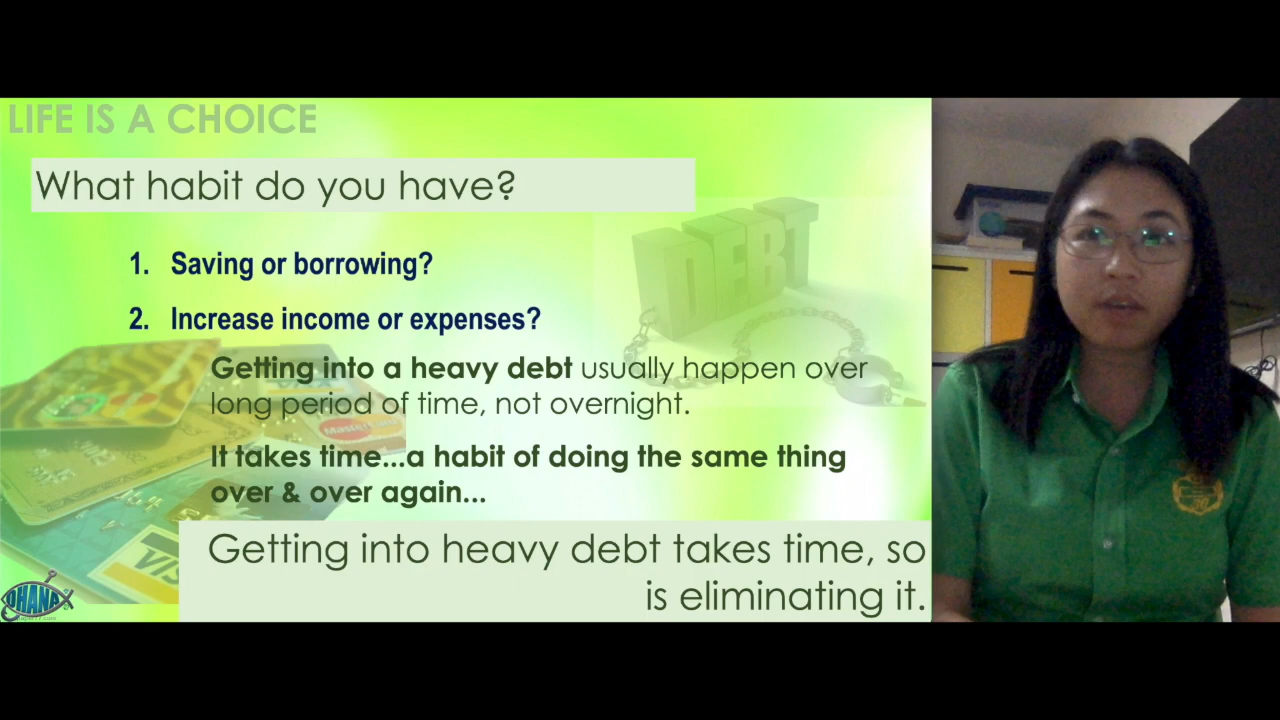 LIFE IS A CHOICE
What habit do you have?
1. Saving or borrowing?
DEBT
2. Increase income or expenses?
Getting into a heavy debt usually happen over
long period of time, not overnight.
MasterCard
It takes time...a habit of doing the same thing
over & over again...
Getting into heavy debt takes time, so
is eliminating it.
VISA
OHANA